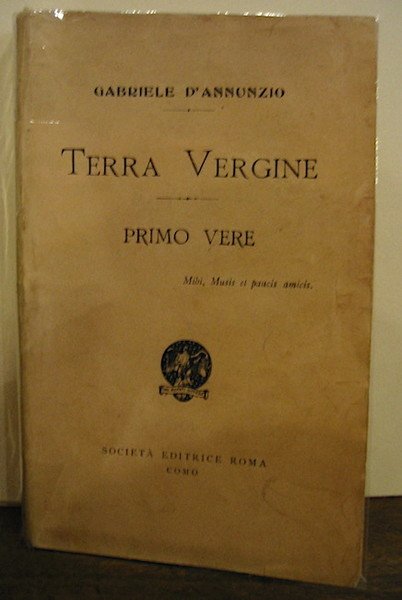 GABRIELE D'ANNUNZIO
TERRA VERGINE
PRIMO VERE
Mihi, Musis et paucis amicis.
SOCIETÀ EDITRICE ROMA
COMO